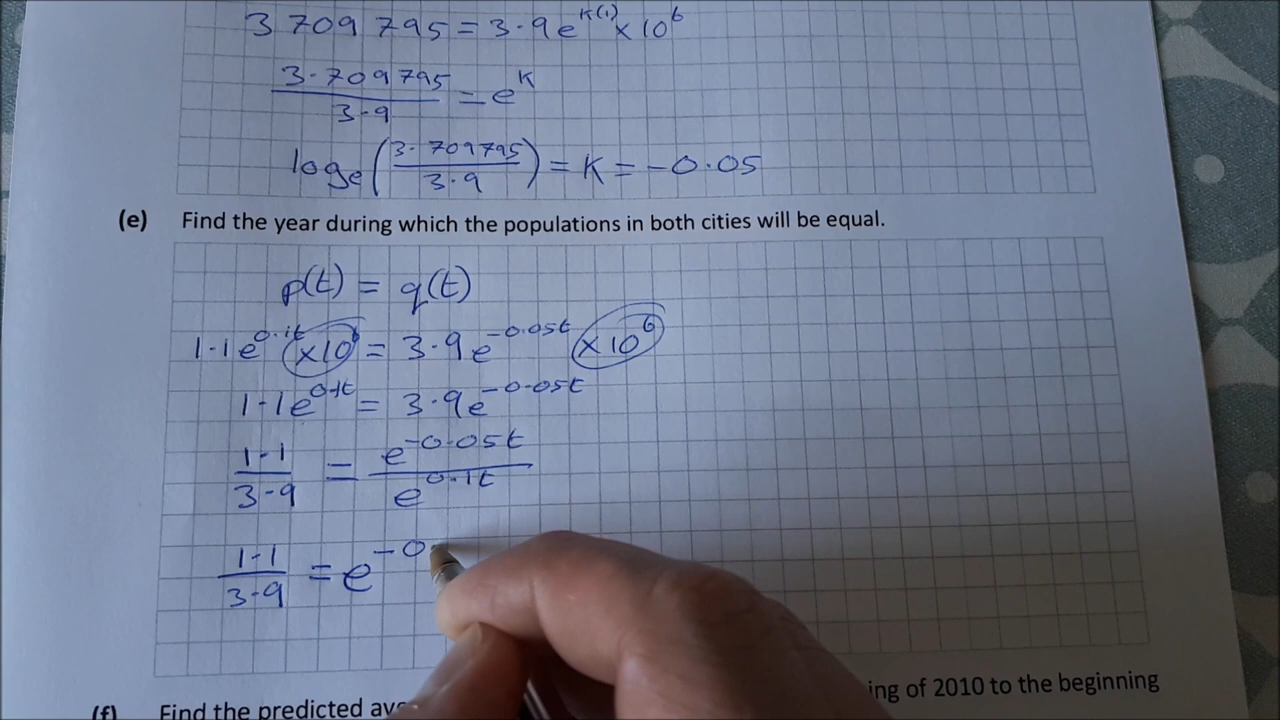 3 709 795 = 3.9e^{k(1)} × 10^6
3.709795/3.9 = e^k
log_e(3.709795/3.9) = k = -0.05
(e) Find the year during which the populations in both cities will be equal.
p(t) = q(t)
1.1e^{0.1t} ×10^6 = 3.9e^{-0.05t} ×10^6
1.1e^{0.1t} = 3.9e^{-0.05t}
1.1/3.9 = e^{-0.05t}/e^{0.1t}
1.1/3.9 = e^{-0
(f) Find the predicted ing of 2010 to the beginning